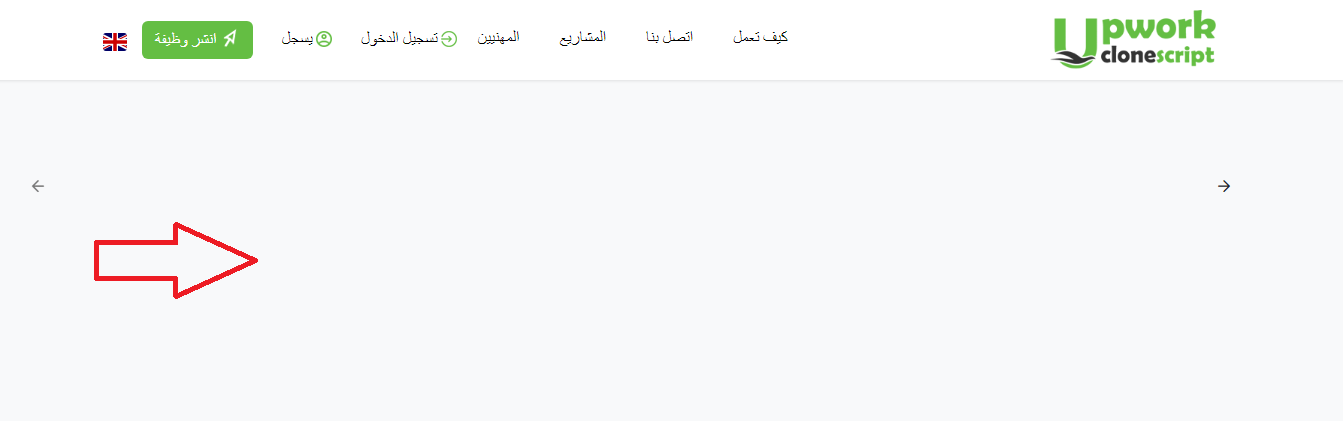 Upwork
clonescript
كيف تعمل
اتصل بنا
المشاريع
المهنيين
تسجيل الدخول
يسجل
انشر وظيفة